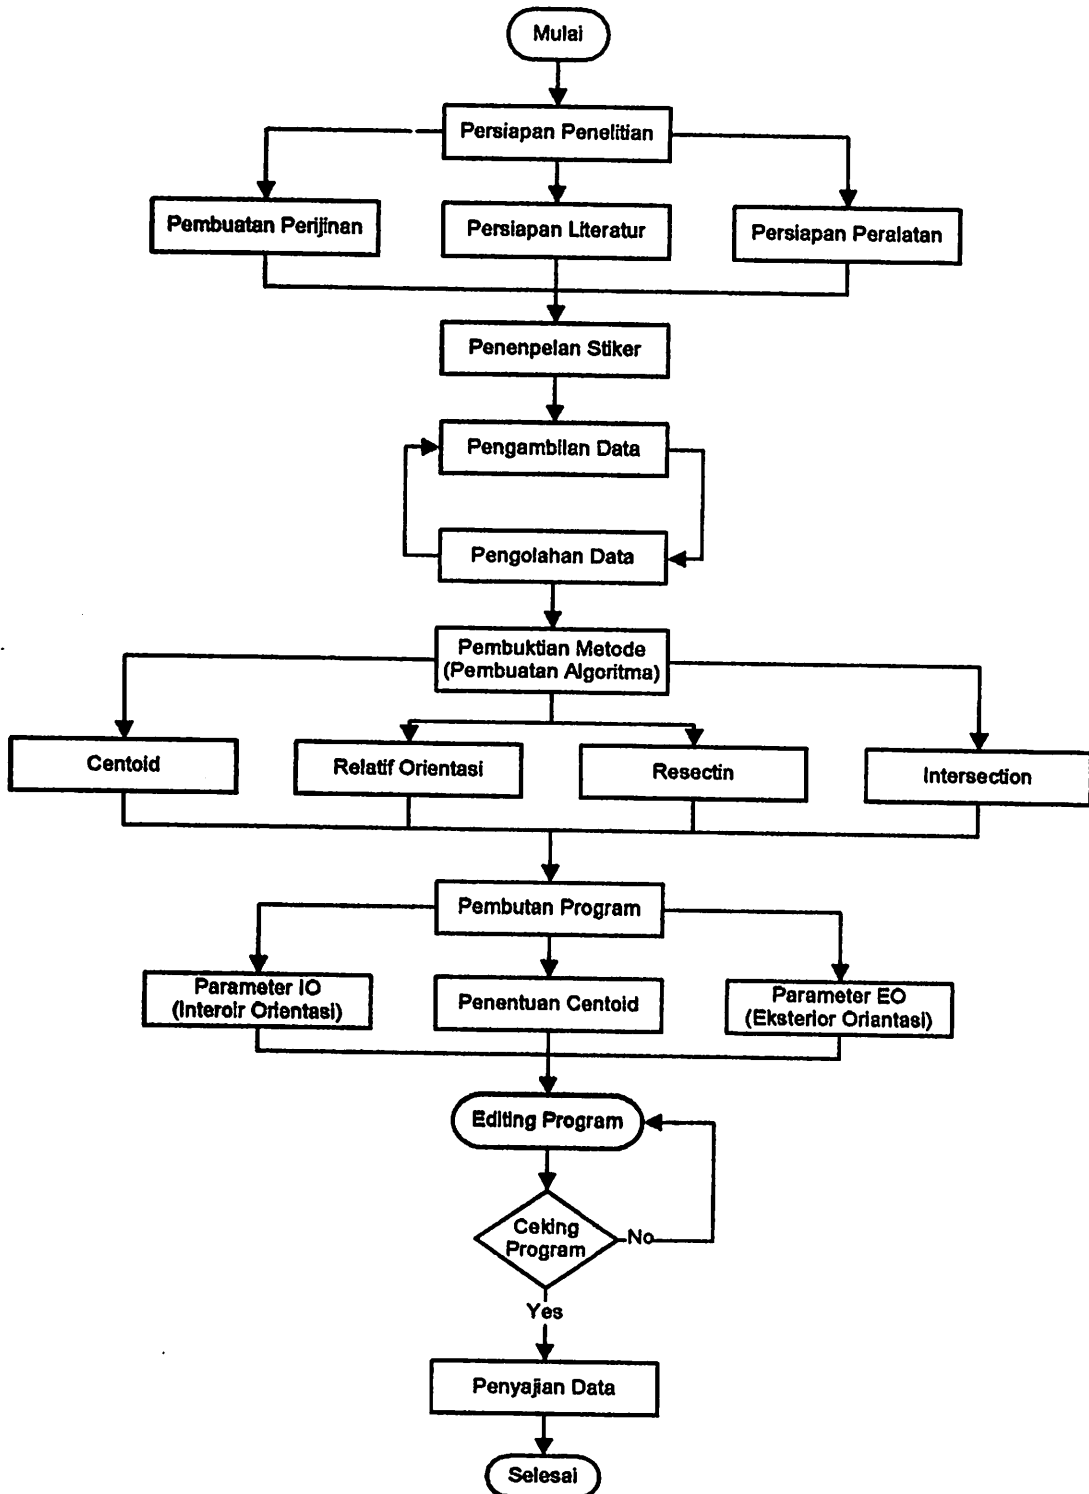 Mulai
Persiapan Penelitian
Pembuatan Perijinan
Persiapan Literatur
Persiapan Peralatan
Penenpelan Stiker
Pengambilan Data
Pengolahan Data
Pembuktian Metode
(Pembuatan Algoritma)
Centoid
Relatif Orientasi
Resectin
Intersection
Pembutan Program
Parameter IO
(Interoir Orientasi)
Penentuan Centoid
Parameter EO
(Eksterior Oriantasi)
Editing Program
Ceking
Program
No
Yes
Penyajian Data
Selesai